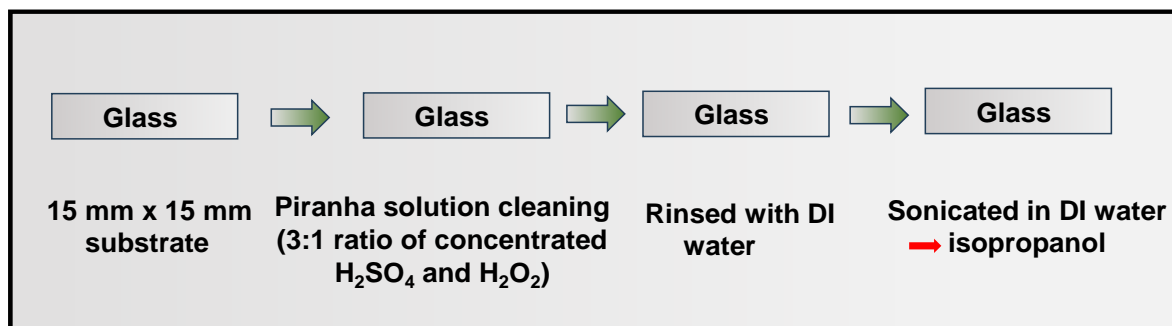 Glass
Glass
Glass
Glass
15 mm x 15 mm
substrate
Piranha solution cleaning
(3:1 ratio of concentrated
H₂SO₄ and H₂O₂)
Rinsed with DI
water
Sonicated in DI water
isopropanol